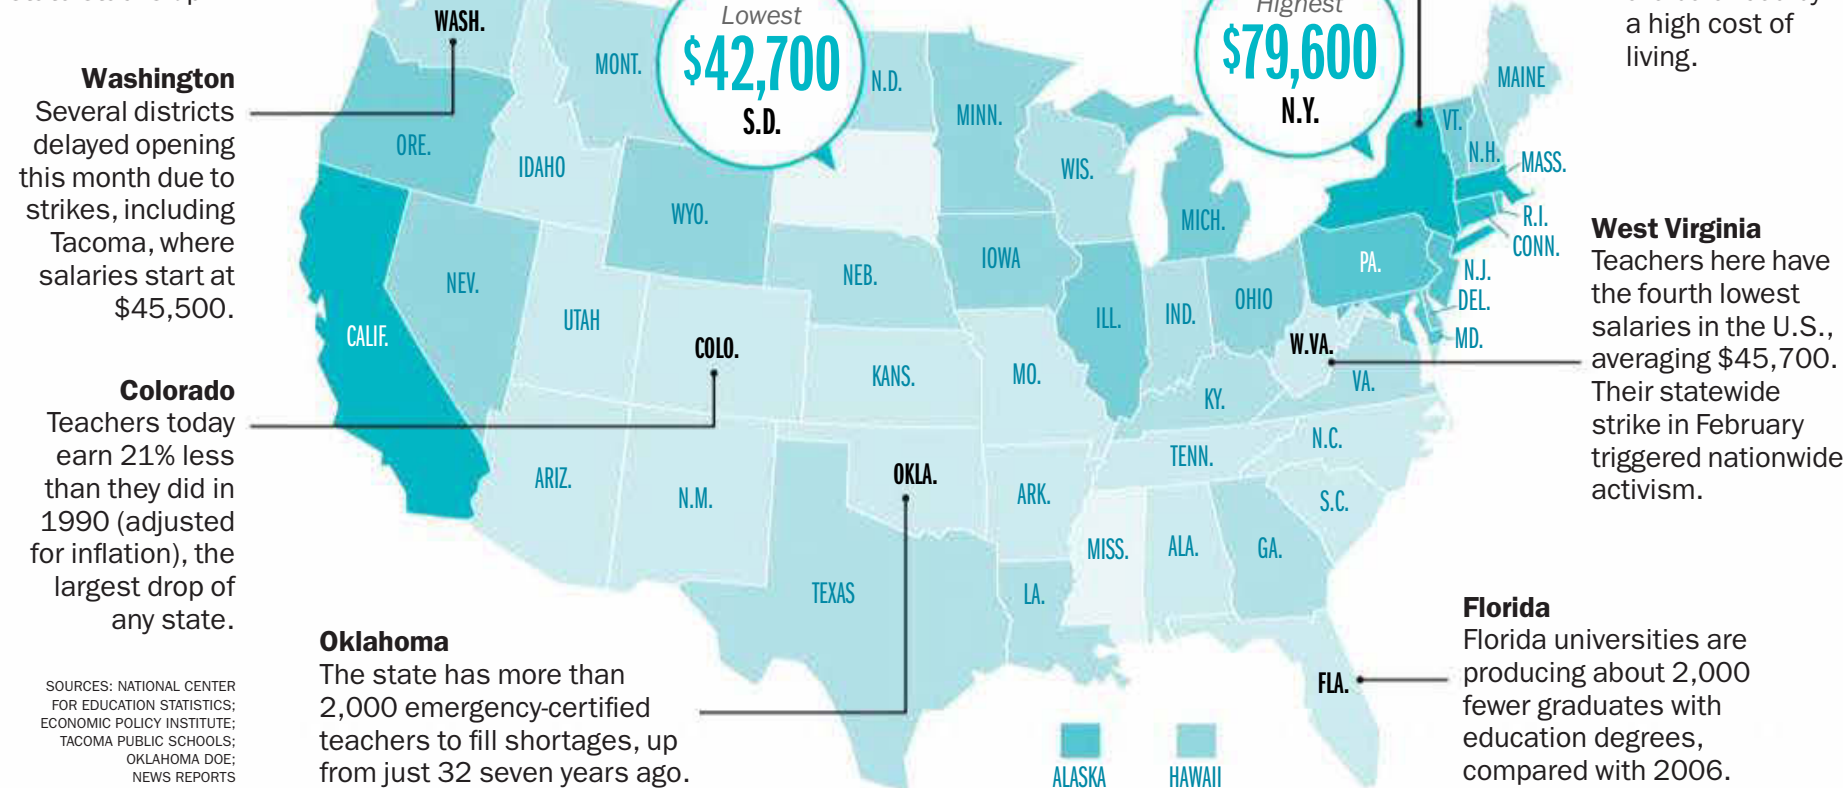 Lowest
$42,700
S.D.
Highest
$79,600
N.Y.
a high cost of
living.
Washington
Several districts
delayed opening
this month due to
strikes, including
Tacoma, where
salaries start at
$45,500.
Colorado
Teachers today
earn 21% less
than they did in
1990 (adjusted
for inflation), the
largest drop of
any state.
SOURCES: NATIONAL CENTER
FOR EDUCATION STATISTICS;
ECONOMIC POLICY INSTITUTE;
TACOMA PUBLIC SCHOOLS;
OKLAHOMA DOE;
NEWS REPORTS
Oklahoma
The state has more than
2,000 emergency-certified
teachers to fill shortages, up
from just 32 seven years ago.
West Virginia
Teachers here have
the fourth lowest
salaries in the U.S.,
averaging $45,700.
Their statewide
strike in February
triggered nationwide
activism.
Florida
Florida universities are
producing about 2,000
fewer graduates with
education degrees,
compared with 2006.
WASH.
MONT.
N.D.
MINN.
MAINE
ORE.
IDAHO
WYO.
WIS.
MICH.
VT.
N.H.
MASS.
R.I.
CONN.
NEV.
UTAH
COLO.
NEB.
IOWA
ILL.
IND.
OHIO
PA.
N.J.
DEL.
MD.
CALIF.
KANS.
MO.
KY.
W.VA.
VA.
ARIZ.
N.M.
OKLA.
ARK.
TENN.
N.C.
S.C.
TEXAS
LA.
MISS.
ALA.
GA.
FLA.
ALASKA
HAWAII